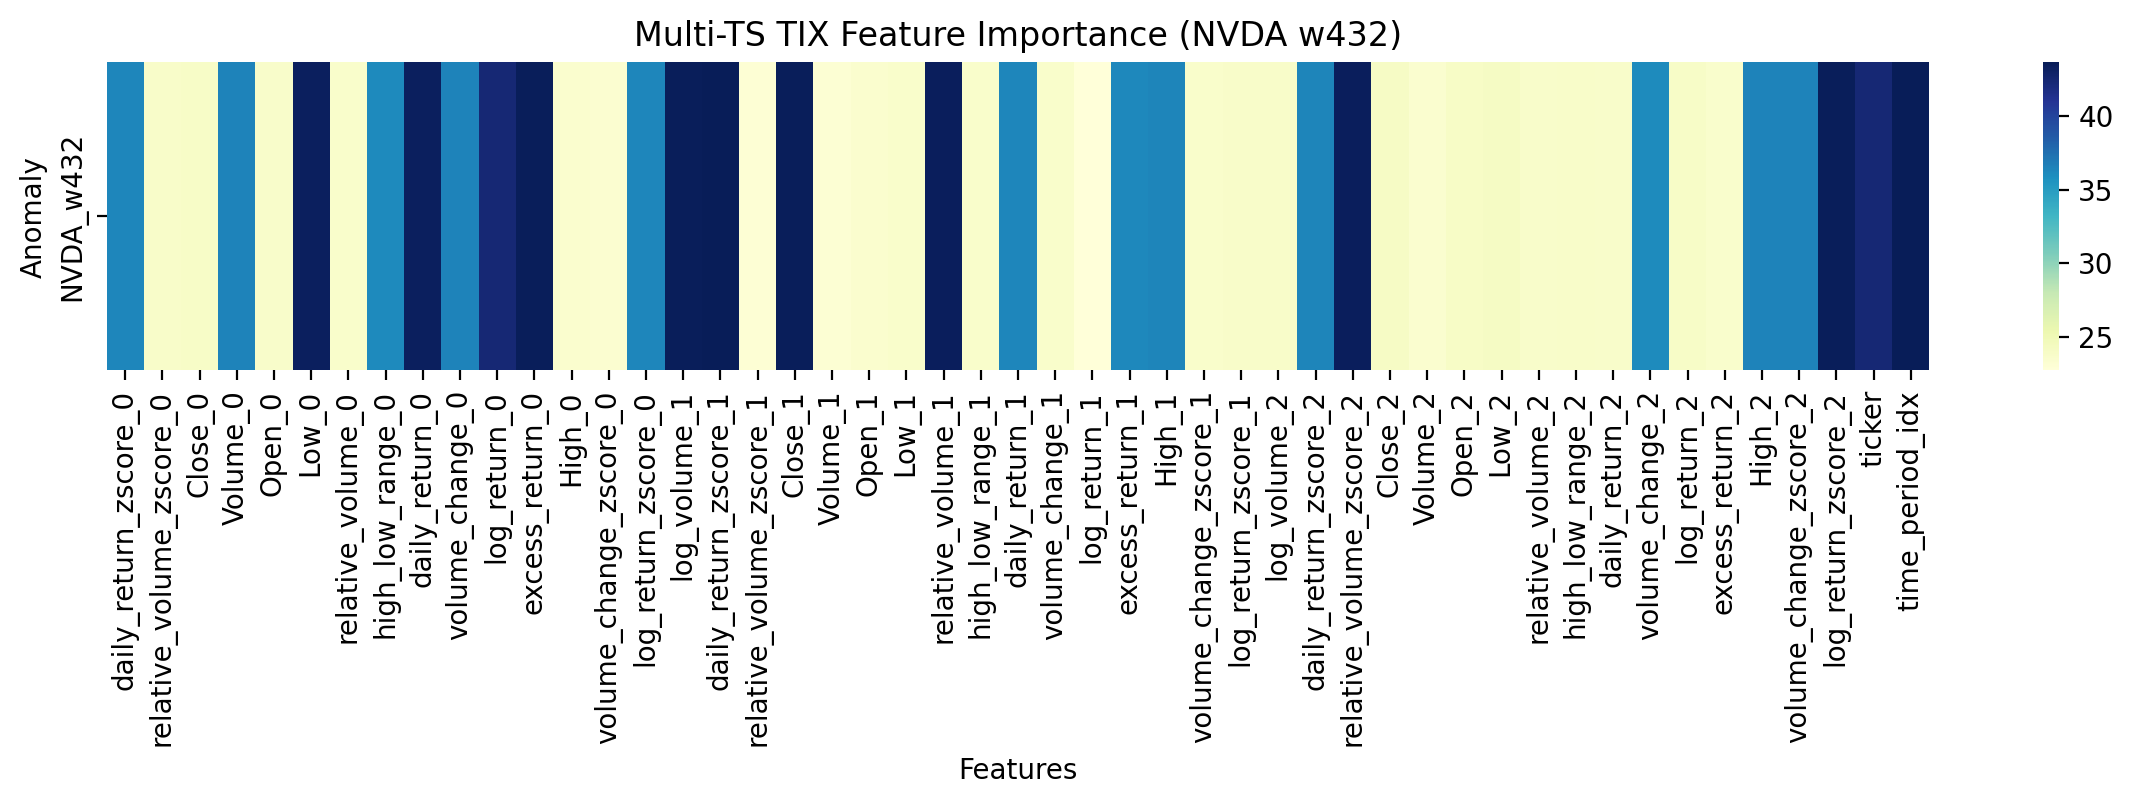 Multi-TS TIX Feature Importance (NVDA w432)
Anomaly
NVDA_w432
40
35
30
25
daily_return_zscore_0
relative_volume_zscore_0
Close_0
Volume_0
Open_0
Low_0
relative_volume_0
high_low_range_0
daily_return_0
volume_change_0
log_return_0
excess_return_0
High_0
volume_change_zscore_0
log_return_zscore_0
log_volume_1
daily_return_zscore_1
relative_volume_zscore_1
Close_1
Volume_1
Open_1
Low_1
relative_volume_1
high_low_range_1
daily_return_1
volume_change_1
log_return_1
excess_return_1
High_1
volume_change_zscore_1
log_return_zscore_1
log_volume_2
daily_return_zscore_2
relative_volume_zscore_2
Close_2
Volume_2
Open_2
Low_2
relative_volume_2
high_low_range_2
daily_return_2
volume_change_2
log_return_2
excess_return_2
High_2
volume_change_zscore_2
log_return_zscore_2
ticker
time_period_idx
Features